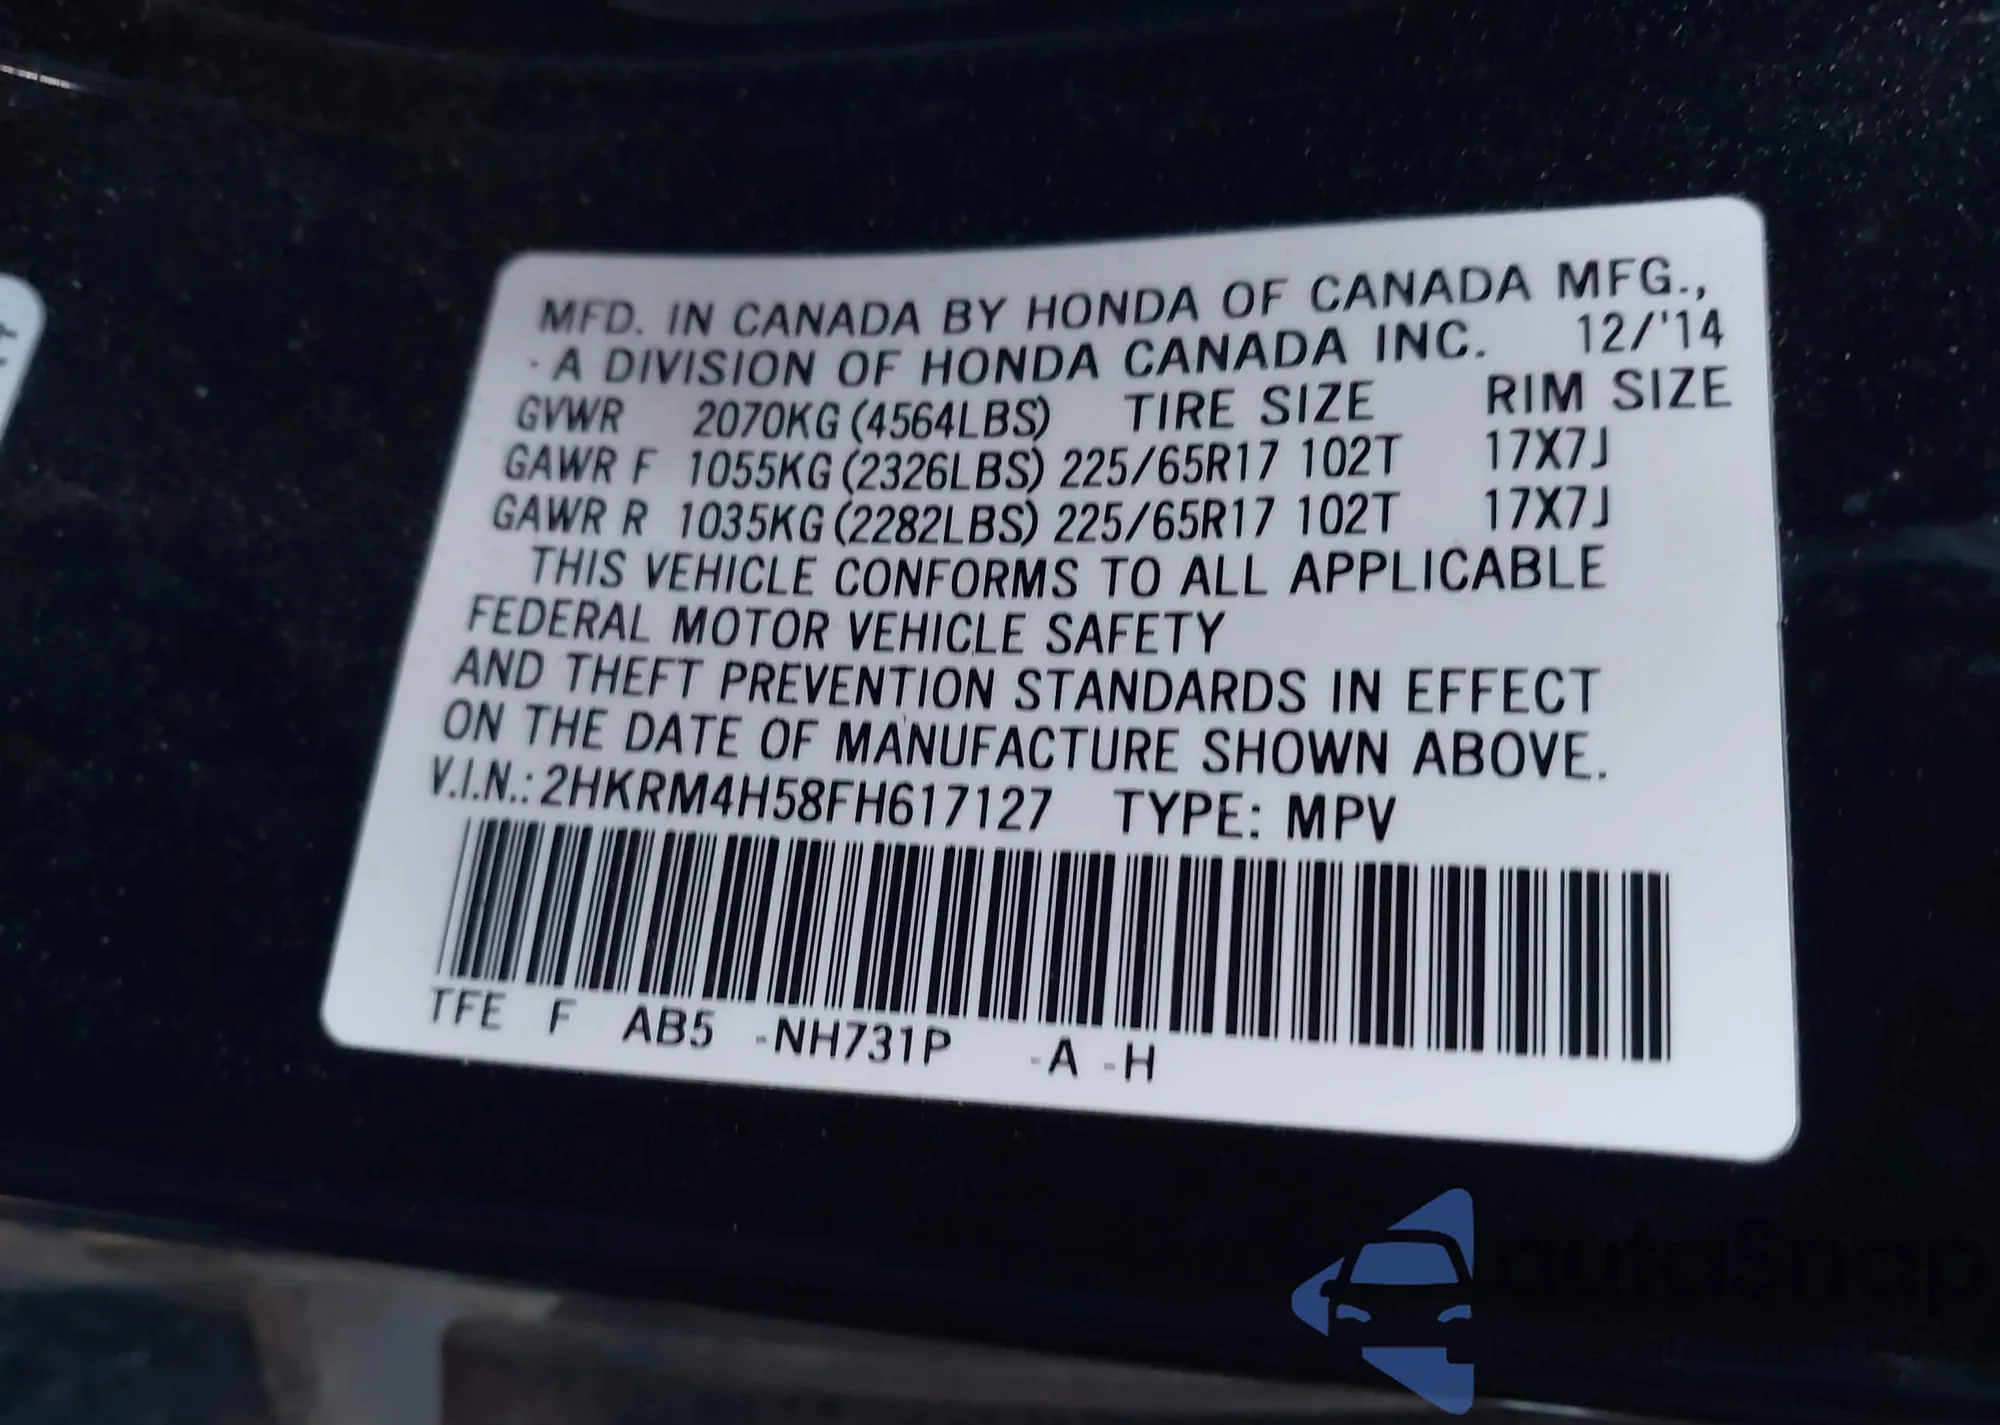 MFD. IN CANADA BY HONDA OF CANADA MFG.,
A DIVISION OF HONDA CANADA INC. 12/'14
GVWR 2070KG (4564LBS) TIRE SIZE RIM SIZE
GAWR F 1055KG (2326LBS) 225/65R17 102T 17X7J
GAWR R 1035KG (2282LBS) 225/65R17 102T 17X7J
THIS VEHICLE CONFORMS TO ALL APPLICABLE
FEDERAL MOTOR VEHICLE SAFETY
AND THEFT PREVENTION STANDARDS IN EFFECT
ON THE DATE OF MANUFACTURE SHOWN ABOVE.
V.I.N.: 2HKRM4H58FH617127 TYPE: MPV
TFE F AB5 -NH731P -A -H
autaSnap